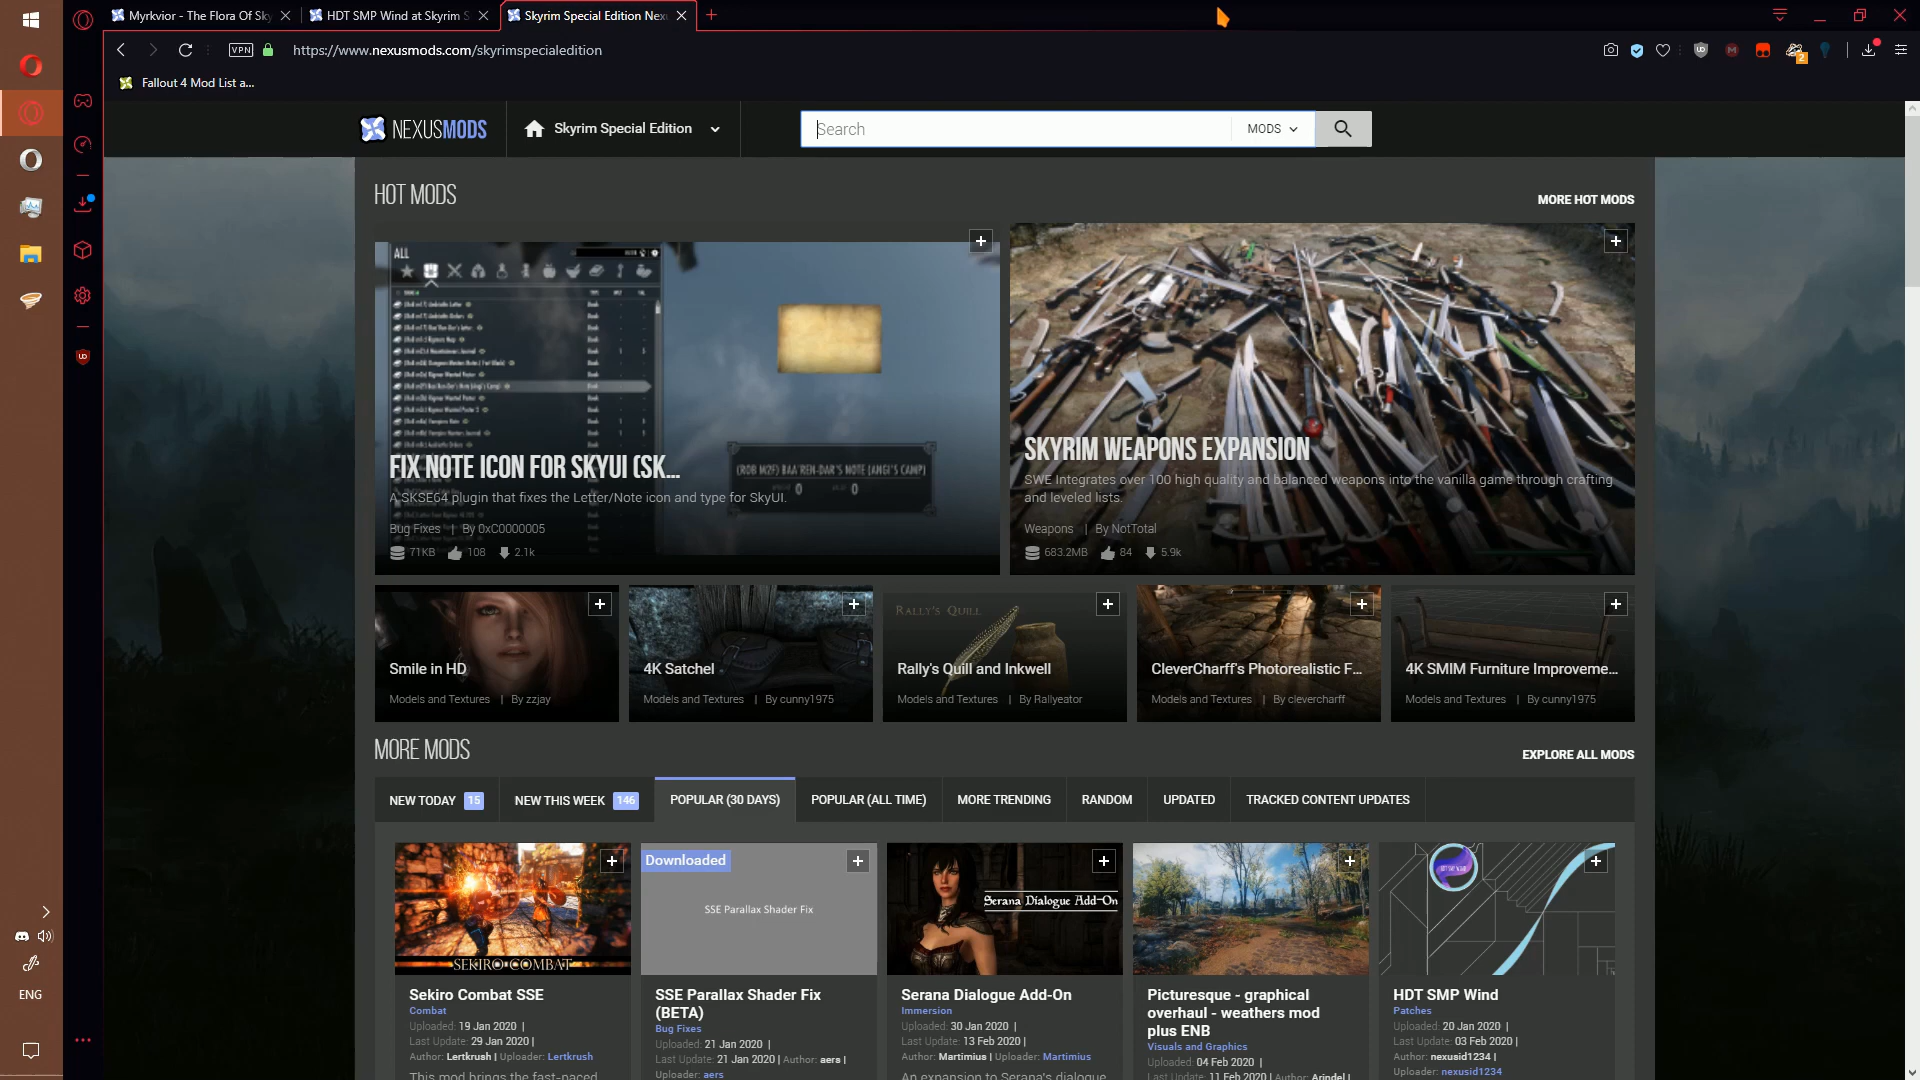 Myrkvior - The Flora Of Sky
HDT SMP Wind at Skyrim S
Skyrim Special Edition Nex
VPN
https://www.nexusmods.com/skyrimspecialedition
2
Fallout 4 Mod List a...
NEXUSMODS
Skyrim Special Edition
Search
MODS
HOT MODS
MORE HOT MODS
ALL
(ROB M2F) BAA'REN-DAR'S NOTE (ANGI'S CAMP)
0
0
FIX NOTE ICON FOR SKYUI (SK...
A SKSE64 plugin that fixes the Letter/Note icon and type for SkyUI.
Bug Fixes | By 0xC0000005
71KB 108 2.1k
SKYRIM WEAPONS EXPANSION
SWE Integrates over 100 high quality and balanced weapons into the vanilla game through crafting
and leveled lists.
Weapons | By NotTotal
683.2MB 84 5.9k
Smile in HD
Models and Textures | By zzjay
4K Satchel
Models and Textures | By cunny1975
RALLY'S QUILL
Rally's Quill and Inkwell
Models and Textures | By Rallyeator
CleverCharff's Photorealistic F...
Models and Textures | By clevercharff
4K SMIM Furniture Improveme...
Models and Textures | By cunny1975
MORE MODS
EXPLORE ALL MODS
NEW TODAY 15
NEW THIS WEEK 146
POPULAR (30 DAYS)
POPULAR (ALL TIME)
MORE TRENDING
RANDOM
UPDATED
TRACKED CONTENT UPDATES
SEKIRO COMBAT
Sekiro Combat SSE
Combat
Uploaded: 19 Jan 2020 |
Last Update: 29 Jan 2020 |
Author: Lertkrush | Uploader: Lertkrush
This mod brings the fast-paced
Downloaded
SSE Parallax Shader Fix
SSE Parallax Shader Fix
(BETA)
Bug Fixes
Uploaded: 21 Jan 2020 |
Last Update: 21 Jan 2020 | Author: aers |
Uploader: aers
Serana Dialogue Add-On
Serana Dialogue Add-On
Immersion
Uploaded: 30 Jan 2020 |
Last Update: 13 Feb 2020 |
Author: Martimius | Uploader: Martimius
An expansion to Serana's dialogue
Picturesque - graphical
overhaul - weathers mod
plus ENB
Visuals and Graphics
Uploaded: 04 Feb 2020 |
Last Update: 11 Feb 2020 | Author: Arindel |
HDT SMP Wind
Patches
Uploaded: 20 Jan 2020 |
Last Update: 03 Feb 2020 |
Author: nexusid1234 |
Uploader: nexusid1234
ENG